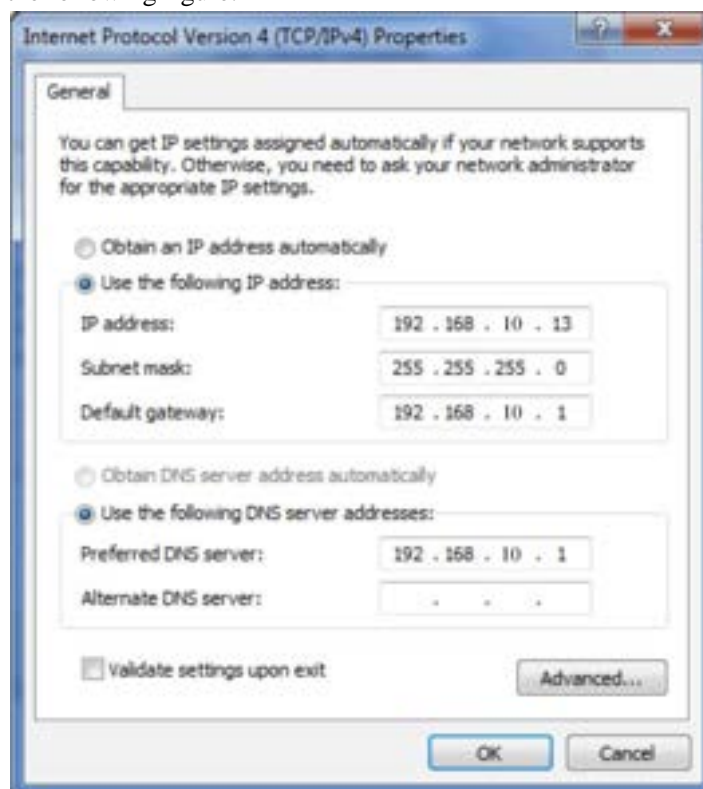 Internet Protocol Version 4 (TCP/IPv4) Properties
General
You can get IP settings assigned automatically if your network supports
this capability. Otherwise, you need to ask your network administrator
for the appropriate IP settings.
Obtain an IP address automatically
Use the following IP address:
IP address: 192 . 168 . 10 . 13
Subnet mask: 255 . 255 . 255 . 0
Default gateway: 192 . 168 . 10 . 1
Obtain DNS server address automatically
Use the following DNS server addresses:
Preferred DNS server: 192 . 168 . 10 . 1
Alternate DNS server: . . .
Validate settings upon exit
Advanced...
OK Cancel